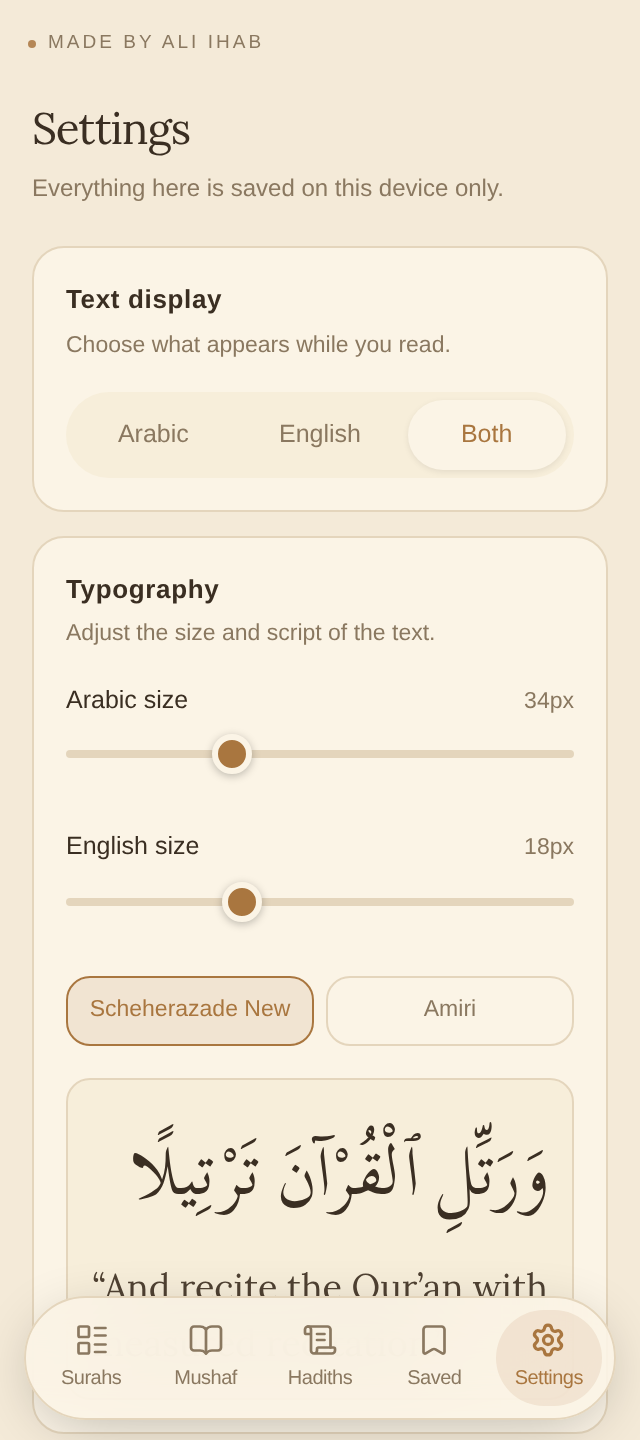 MADE BY ALI IHAB
Settings
Everything here is saved on this device only.
Text display
Choose what appears while you read.
Arabic English Both
Typography
Adjust the size and script of the text.
Arabic size 34px
English size 18px
Scheherazade New Amiri
وَرَتِّلِ ٱلْقُرْآنَ تَرْتِيلًا
“And recite the Qur’an with
Surahs Mushaf Hadiths Saved Settings